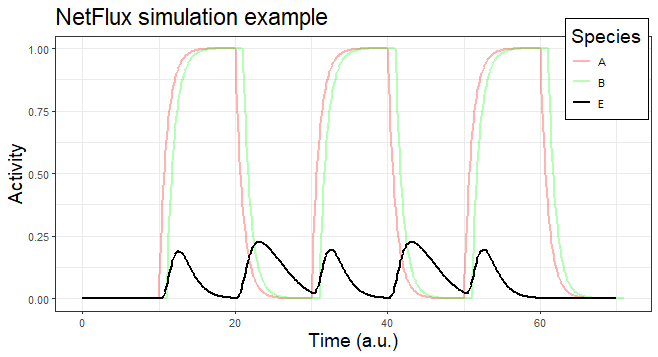 NetFlux simulation example
Species
A
B
E
Activity
1.00
0.75
0.50
0.25
0.00
0
20
40
60
Time (a.u.)